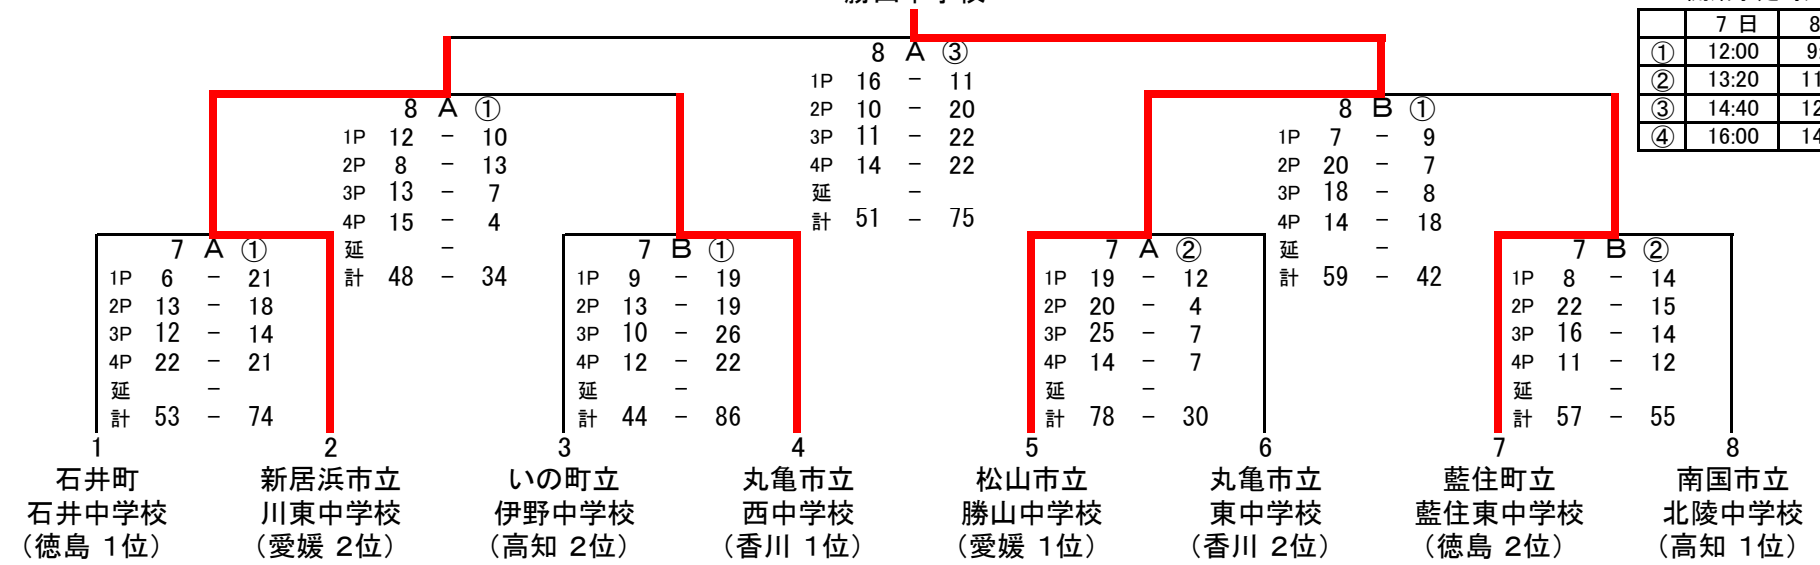 7 日 8
① 12:00 9
② 13:20 11
③ 14:40 12
④ 16:00 14
8 A ③
1P 16 - 11
2P 10 - 20
3P 11 - 22
4P 14 - 22
延 -
計 51 - 75
8 A ①
1P 12 - 10
2P 8 - 13
3P 13 - 7
4P 15 - 4
延 -
計 48 - 34
8 B ①
1P 7 - 9
2P 20 - 7
3P 18 - 8
4P 14 - 18
延 -
計 59 - 42
7 A ①
1P 6 - 21
2P 13 - 18
3P 12 - 14
4P 22 - 21
延 -
計 53 - 74
7 B ①
1P 9 - 19
2P 13 - 19
3P 10 - 26
4P 12 - 22
延 -
計 44 - 86
7 A ②
1P 19 - 12
2P 20 - 4
3P 25 - 7
4P 14 - 7
延 -
計 78 - 30
7 B ②
1P 8 - 14
2P 22 - 15
3P 16 - 14
4P 11 - 12
延 -
計 57 - 55
1
石井町
石井中学校
（徳島 1位）
2
新居浜市立
川東中学校
（愛媛 2位）
3
いの町立
伊野中学校
（高知 2位）
4
丸亀市立
西中学校
（香川 1位）
5
松山市立
勝山中学校
（愛媛 1位）
6
丸亀市立
東中学校
（香川 2位）
7
藍住町立
藍住東中学校
（徳島 2位）
8
南国市立
北陵中学校
（高知 1位）